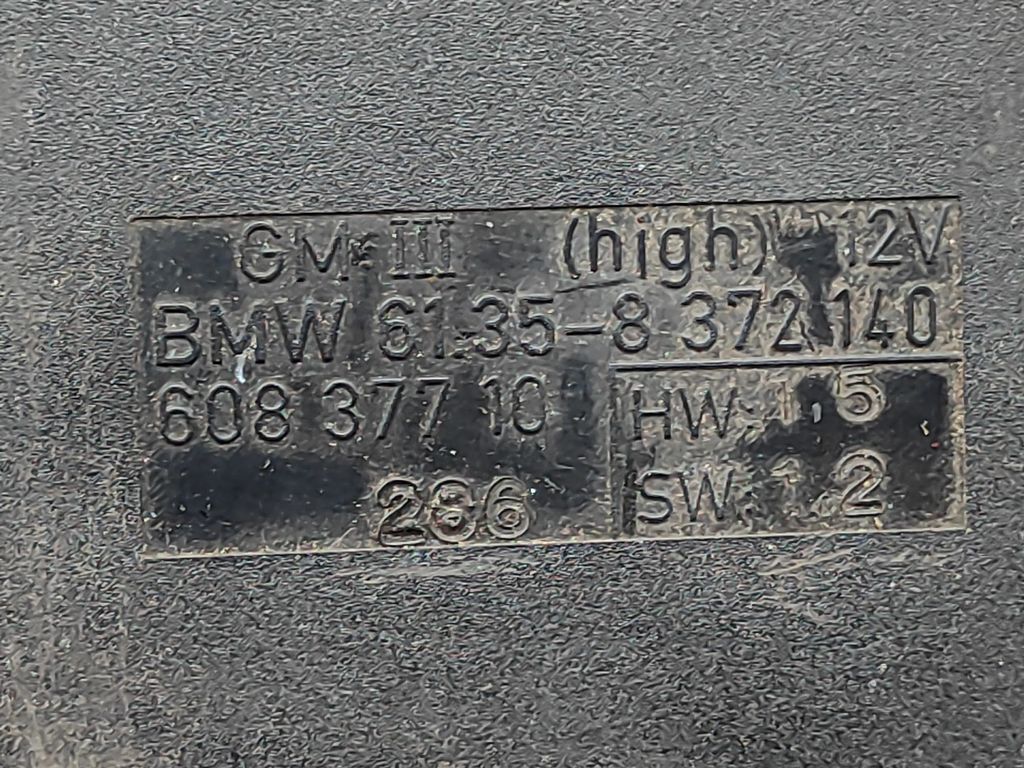 GM III (high) 12V
BMW 61.35-8 372 140
608 377 10 HW 1,5
286 SW 1.2